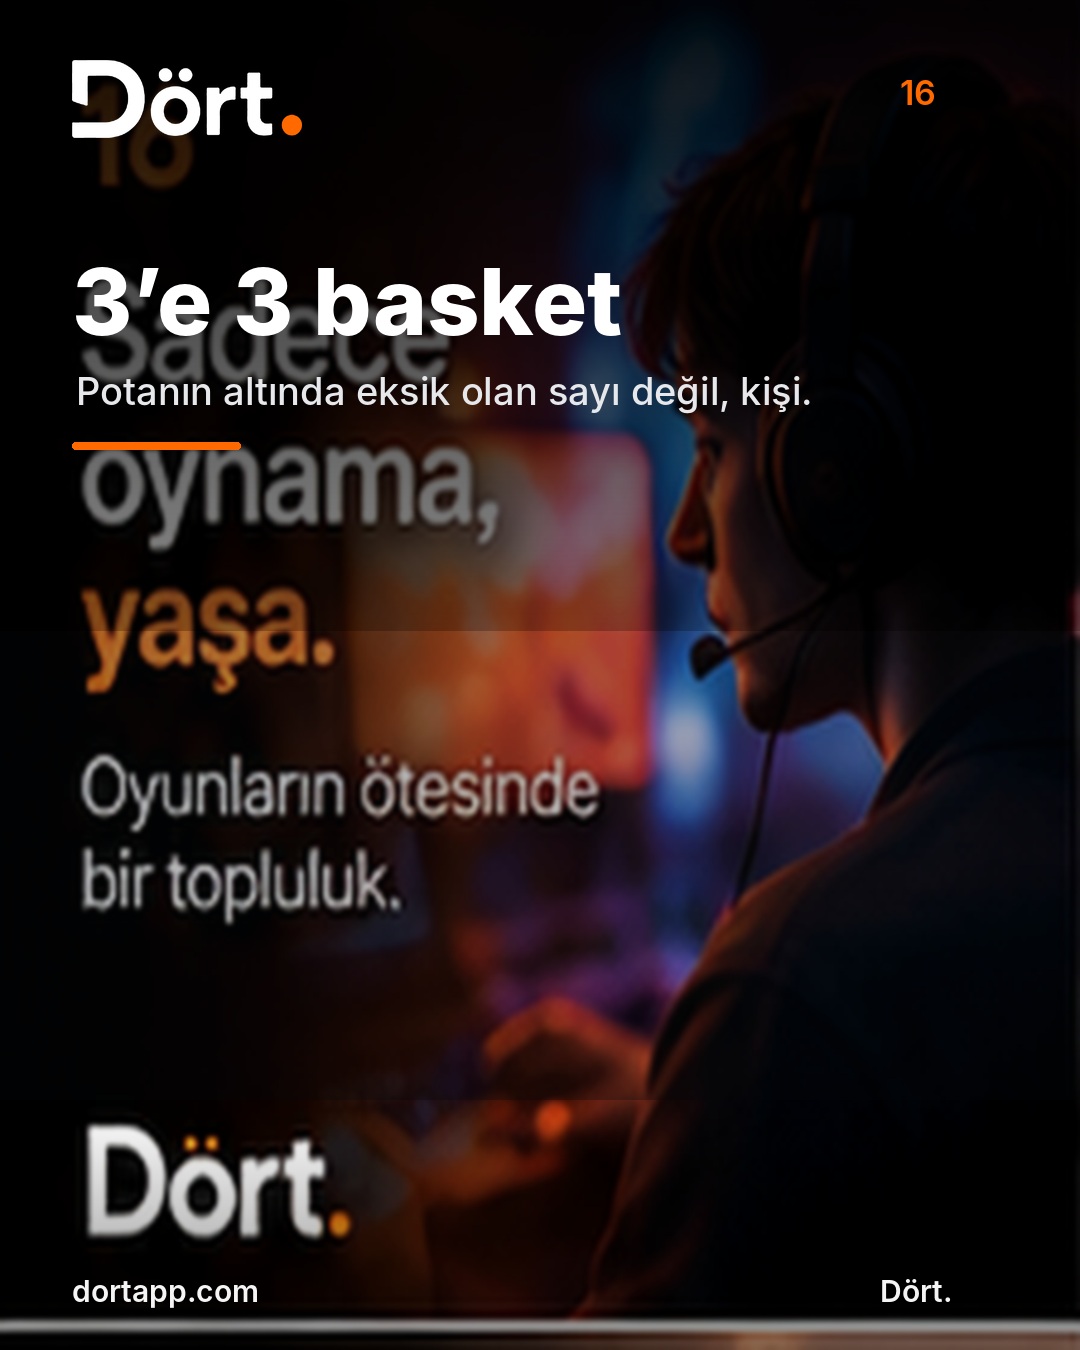 Dört.
16
16
3’e 3 basket
Sadece
Potanın altında eksik olan sayı değil, kişi.
oynama,
yaşa.
Oyunların ötesinde
bir topluluk.
Dört.
dortapp.com
Dört.